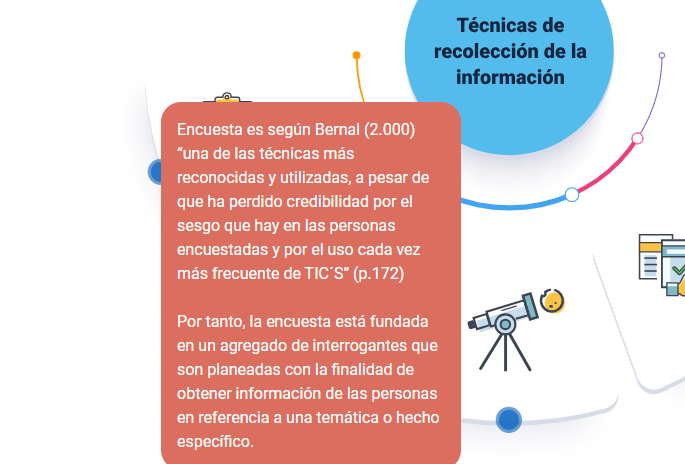 Técnicas de
recolección de la
información
Encuesta es según Bernal (2.000)
“una de las técnicas más
reconocidas y utilizadas, a pesar de
que ha perdido credibilidad por el
sesgo que hay en las personas
encuestadas y por el uso cada vez
más frecuente de TIC´S” (p.172)
Por tanto, la encuesta está fundada
en un agregado de interrogantes que
son planeadas con la finalidad de
obtener información de las personas
en referencia a una temática o hecho
específico.